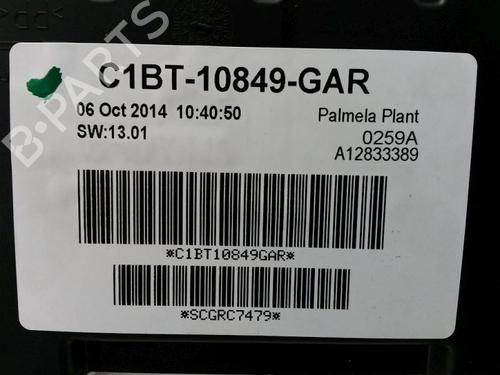 C1BT-10849-GAR
06 Oct 2014 10:40:50
Palmela Plant
SW:13.01
0259A
A12833389
*C1BT10849GAR*
*SCGRC7479*
B-PARTS